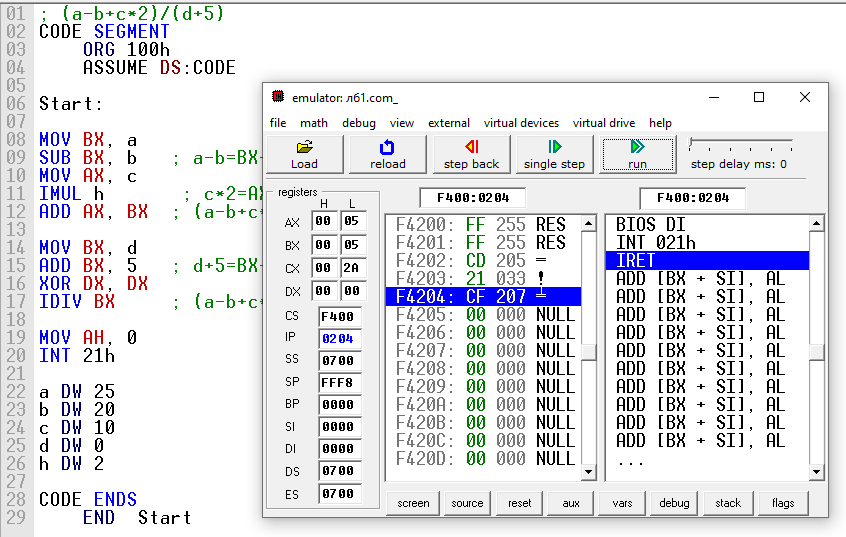 01 ; (a-b+c*2)/(d+5)
02 CODE SEGMENT
03 ORG 100h
04 ASSUME DS:CODE
05
06 Start:
07
08 MOV BX, a
09 SUB BX, b ; a-b=BX
10 MOV AX, c
11 IMUL h ; c*2=A
12 ADD AX, BX ; (a-b+c
13
14 MOV BX, d
15 ADD BX, 5 ; d+5=BX
16 XOR DX, DX
17 IDIV BX ; (a-b+c
18
19 MOV AH, 0
20 INT 21h
21
22 a DW 25
23 b DW 20
24 c DW 10
25 d DW 0
26 h DW 2
27
28 CODE ENDS
29 END Start
emulator: л61.com_
file math debug view external virtual devices virtual drive help
Load reload step back single step run step delay ms: 0
registers
H L
AX 00 05
BX 00 05
CX 00 2A
DX 00 00
CS F400
IP 0204
SS 0700
SP FFF8
BP 0000
SI 0000
DI 0000
DS 0700
ES 0700
F400:0204
F4200: FF 255 RES
F4201: FF 255 RES
F4202: CD 205 =
F4203: 21 033 !
F4204: CF 207 ╧
F4205: 00 000 NULL
F4206: 00 000 NULL
F4207: 00 000 NULL
F4208: 00 000 NULL
F4209: 00 000 NULL
F420A: 00 000 NULL
F420B: 00 000 NULL
F420C: 00 000 NULL
F420D: 00 000 NULL
F400:0204
BIOS DI
INT 021h
IRET
ADD [BX + SI], AL
ADD [BX + SI], AL
ADD [BX + SI], AL
ADD [BX + SI], AL
ADD [BX + SI], AL
ADD [BX + SI], AL
ADD [BX + SI], AL
ADD [BX + SI], AL
ADD [BX + SI], AL
ADD [BX + SI], AL
...
screen source reset aux vars debug stack flags